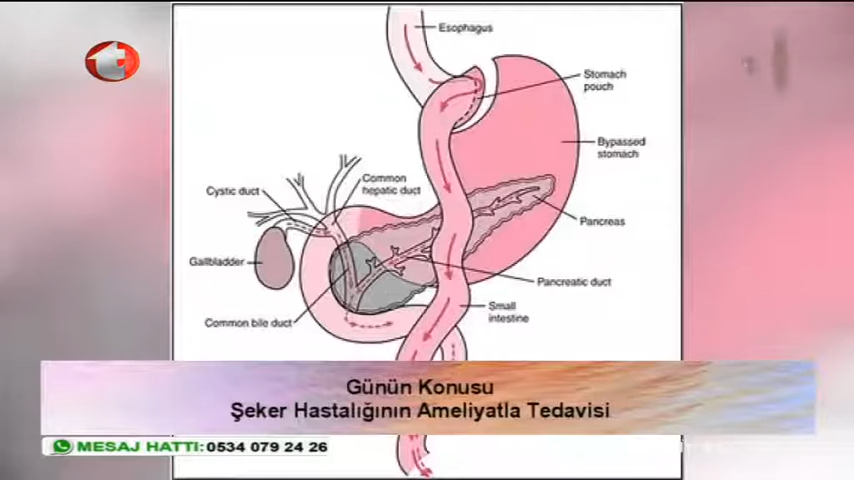 Esophagus
Stomach
pouch
Bypassed
stomach
Common
hepatic duct
Cystic duct
Pancreas
Gallbladder
Pancreatic duct
Small
intestine
Common bile duct
Günün Konusu
Şeker Hastalığının Ameliyatla Tedavisi
MESAJ HATTI: 0534 079 24 26